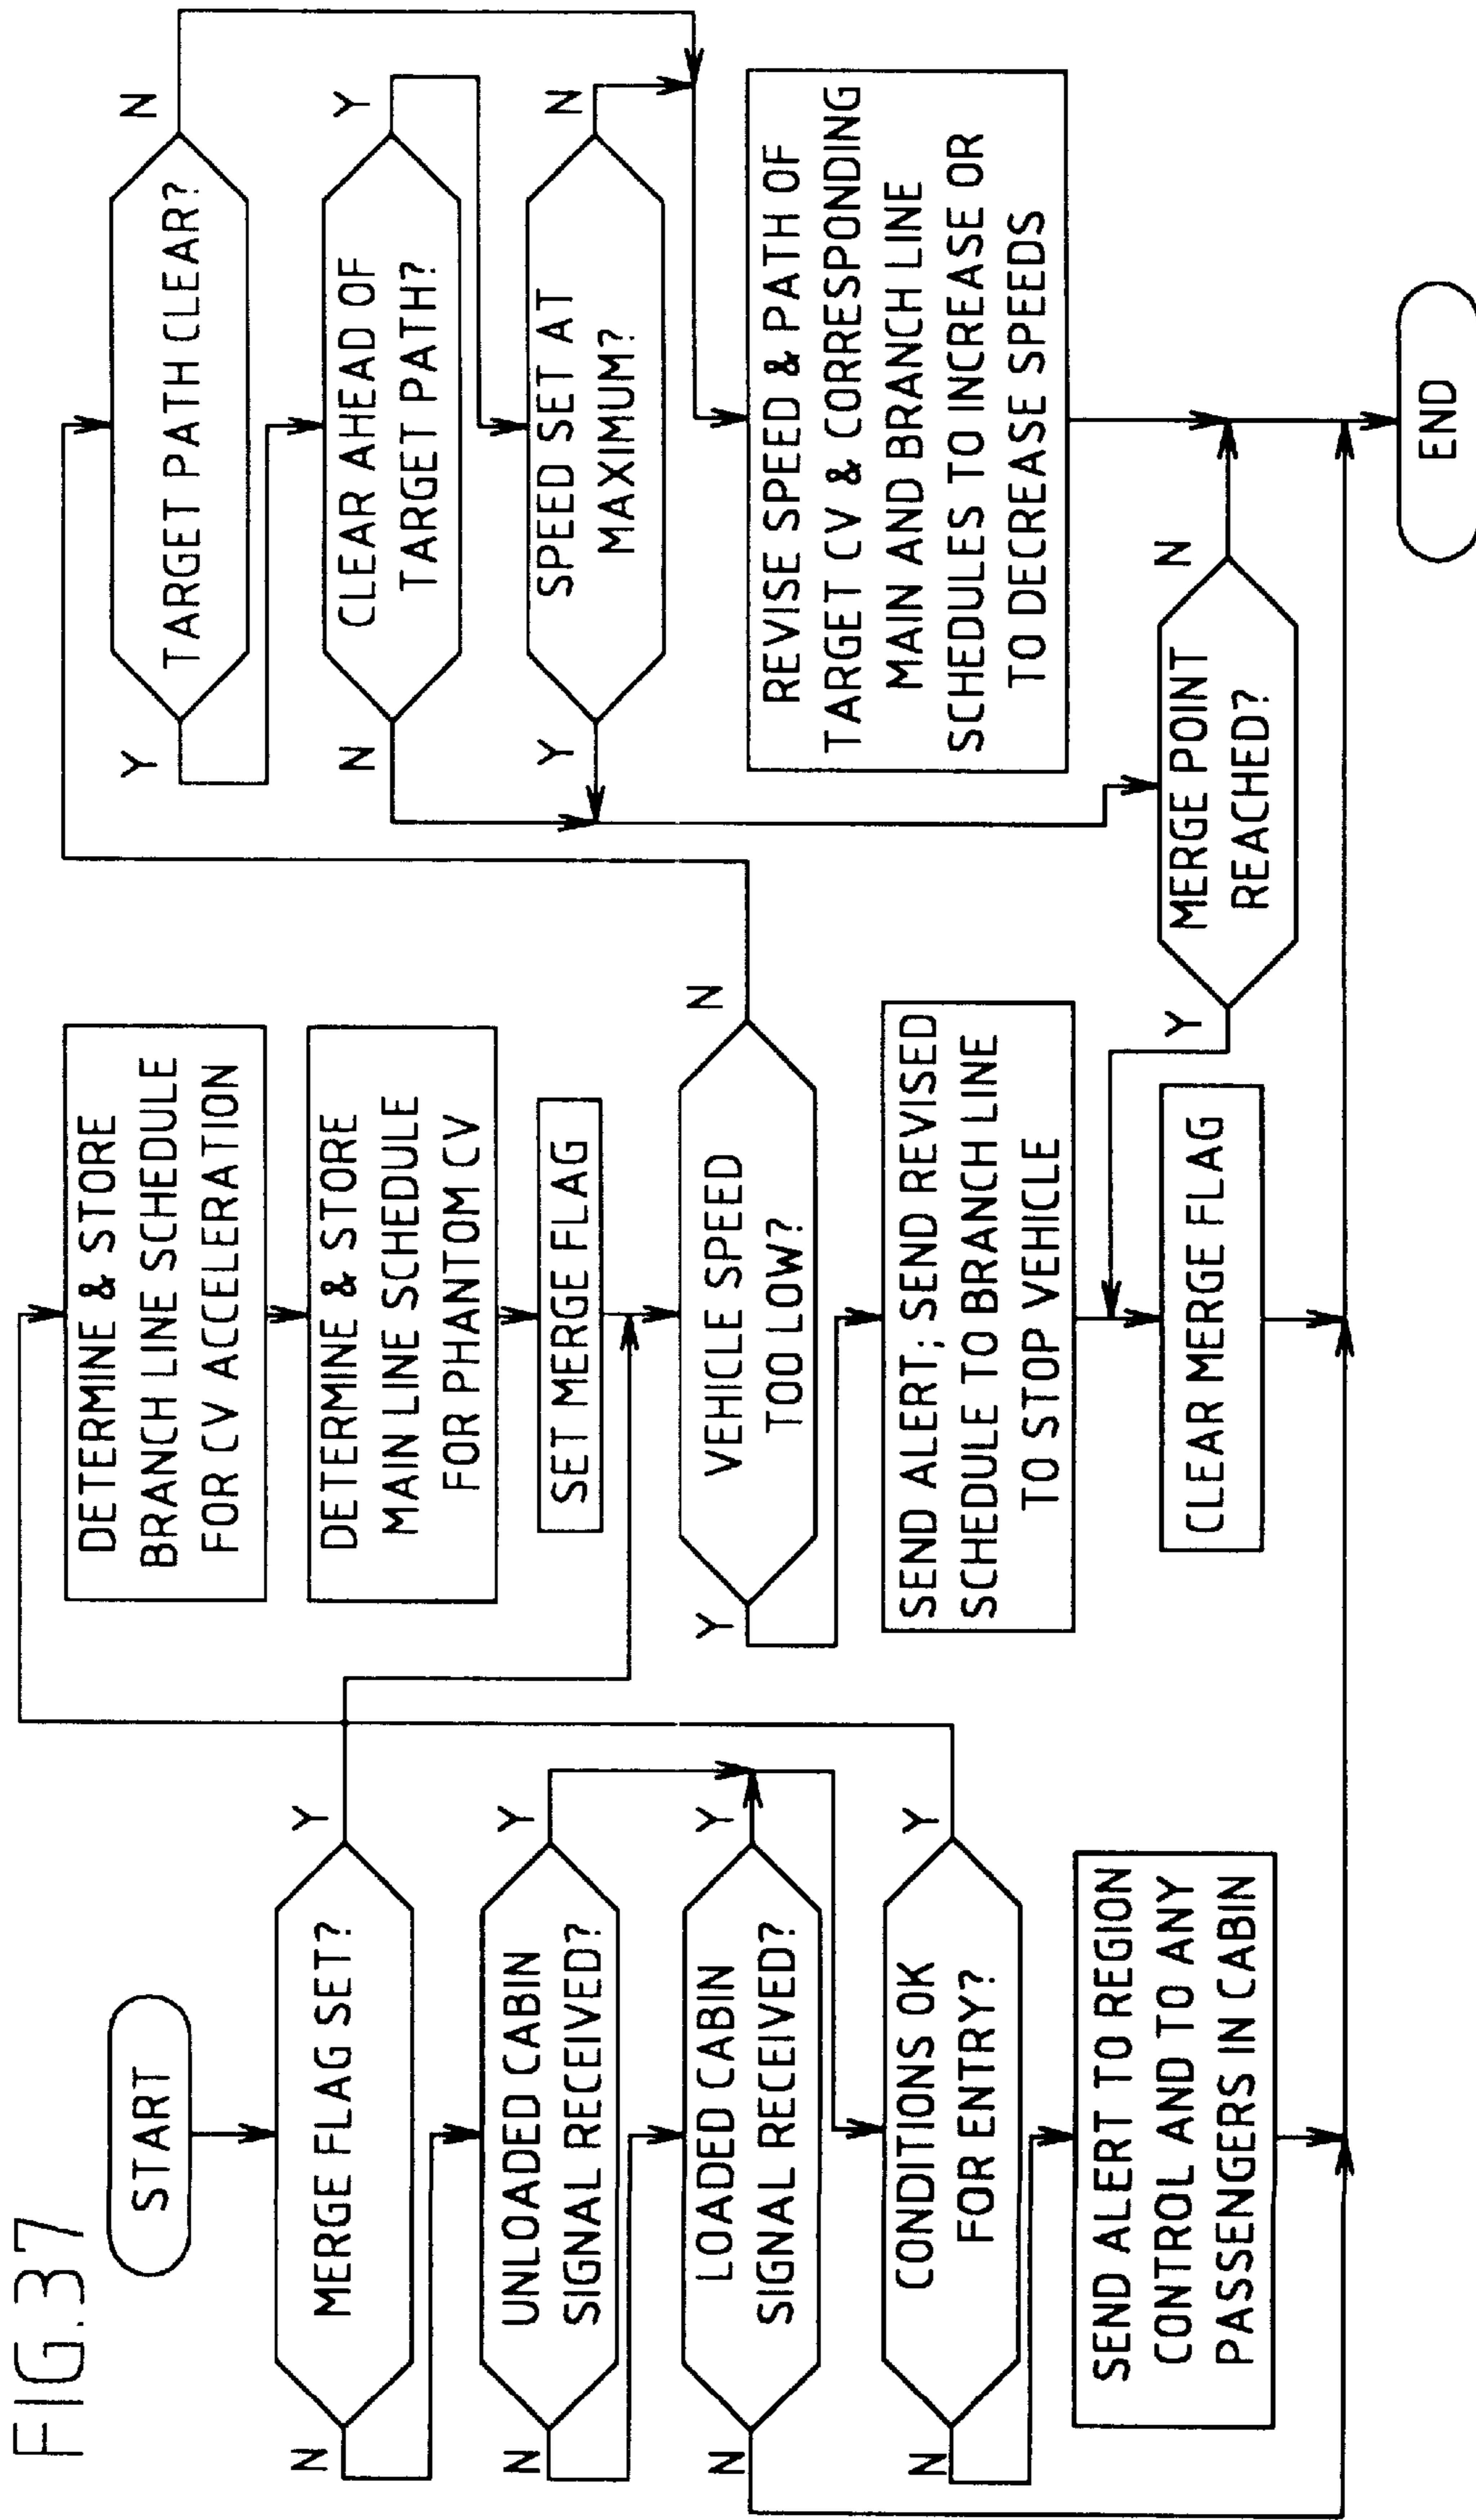 FIG.37
START
MERGE FLAG SET?
Y
N
UNLOADED CABIN
SIGNAL RECEIVED?
Y
N
LOADED CABIN
SIGNAL RECEIVED?
Y
N
CONDITIONS OK
FOR ENTRY?
Y
N
SEND ALERT TO REGION
CONTROL AND TO ANY
PASSENGERS IN CABIN
DETERMINE & STORE
BRANCH LINE SCHEDULE
FOR CV ACCELERATION
DETERMINE & STORE
MAIN LINE SCHEDULE
FOR PHANTOM CV
SET MERGE FLAG
VEHICLE SPEED
TOO LOW?
Y
N
SEND ALERT; SEND REVISED
SCHEDULE TO BRANCH LINE
TO STOP VEHICLE
CLEAR MERGE FLAG
TARGET PATH CLEAR?
Y
N
CLEAR AHEAD OF
TARGET PATH?
N
Y
SPEED SET AT
MAXIMUM?
Y
N
REVISE SPEED & PATH OF
TARGET CV & CORRESPONDING
MAIN AND BRANCH LINE
SCHEDULES TO INCREASE OR
TO DECREASE SPEEDS
MERGE POINT
REACHED?
Y
N
END